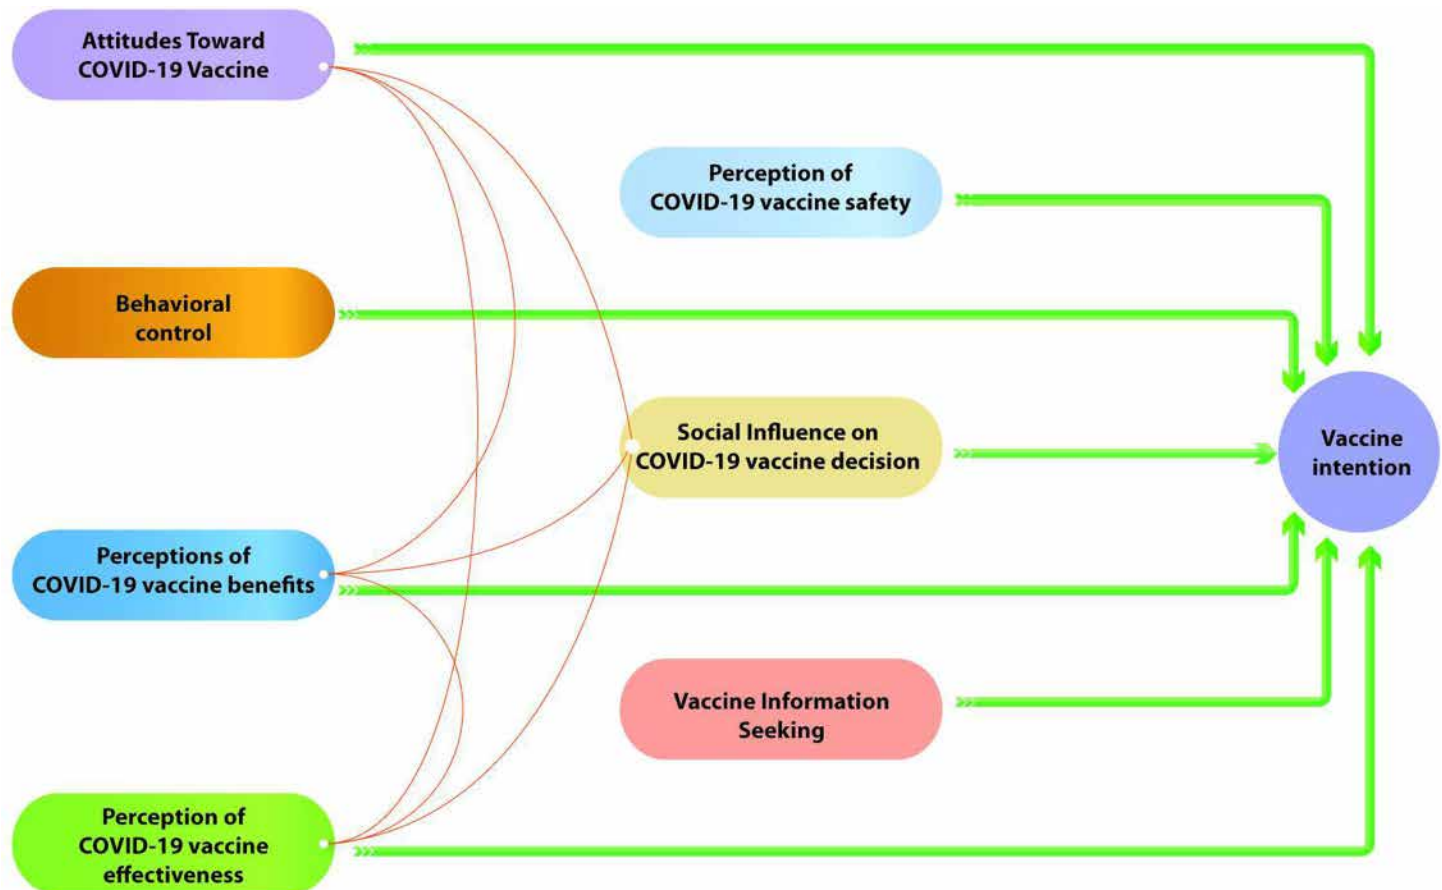 Attitudes Toward
COVID-19 Vaccine
Perception of
COVID-19 vaccine safety
Behavioral
control
Social Influence on
COVID-19 vaccine decision
Vaccine
intention
Perceptions of
COVID-19 vaccine benefits
Vaccine Information
Seeking
Perception of
COVID-19 vaccine
effectiveness